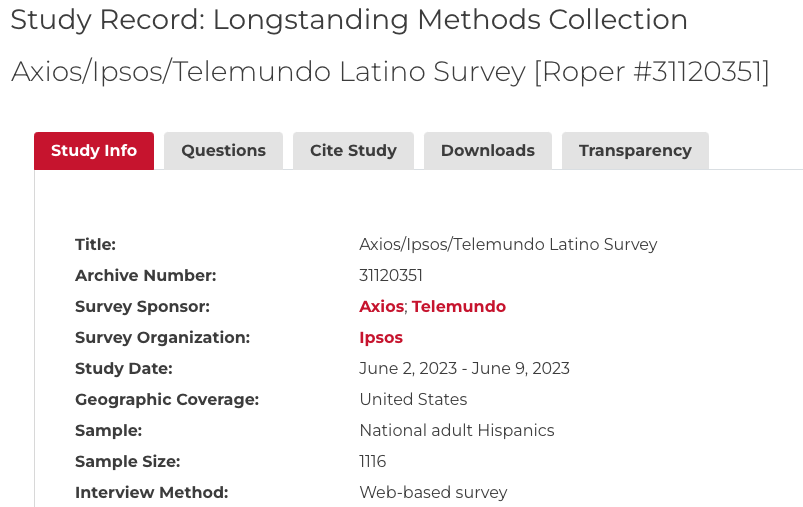 Study Record: Longstanding Methods Collection
Axios/Ipsos/Telemundo Latino Survey [Roper #31120351]
Study Info Questions Cite Study Downloads Transparency
Title: Axios/Ipsos/Telemundo Latino Survey
Archive Number: 31120351
Survey Sponsor: Axios; Telemundo
Survey Organization: Ipsos
Study Date: June 2, 2023 - June 9, 2023
Geographic Coverage: United States
Sample: National adult Hispanics
Sample Size: 1116
Interview Method: Web-based survey